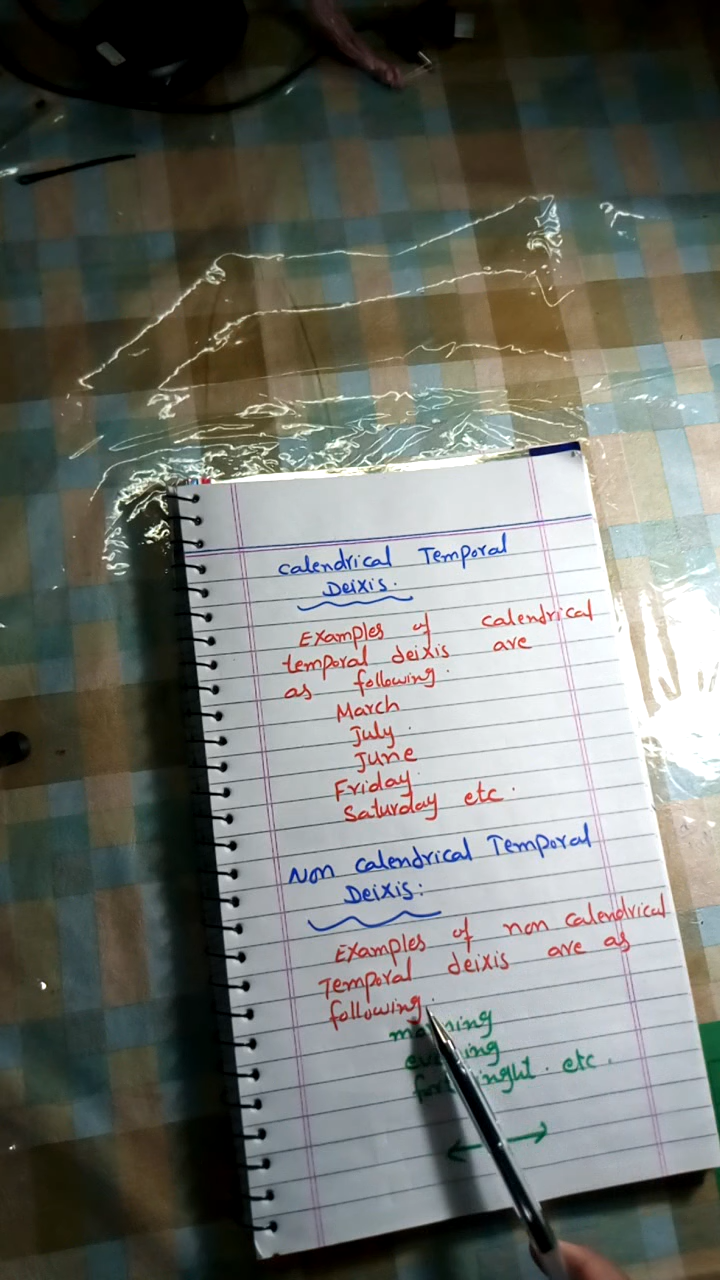 Calendrical Temporal
Deixis.
Examples of calendrical
temporal deixis are
as following.
March
July.
June
Friday.
Saturday etc.
Non calendrical Temporal
Deixis:
Examples of non calendrical
Temporal deixis are as
following.
etc.